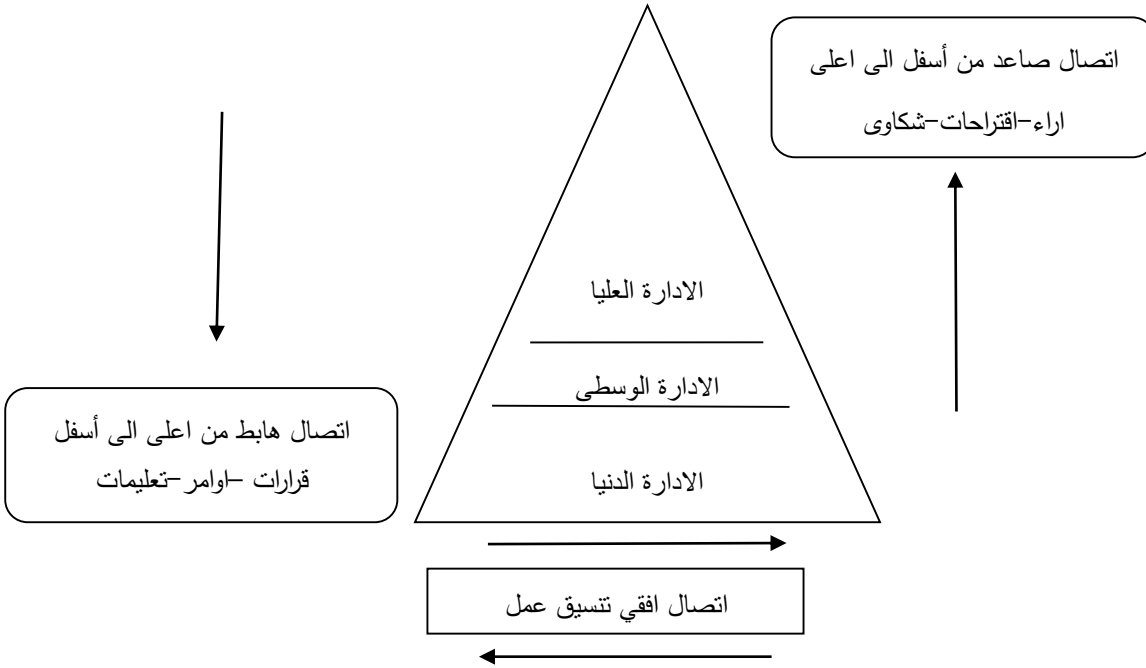 اتصال صاعد من أسفل الى اعلى
اراء-اقتراحات-شكاوى
الادارة العليا
الادارة الوسطى
الادارة الدنيا
اتصال هابط من اعلى الى أسفل
قرارات -اوامر-تعليمات
اتصال افقي تنسيق عمل